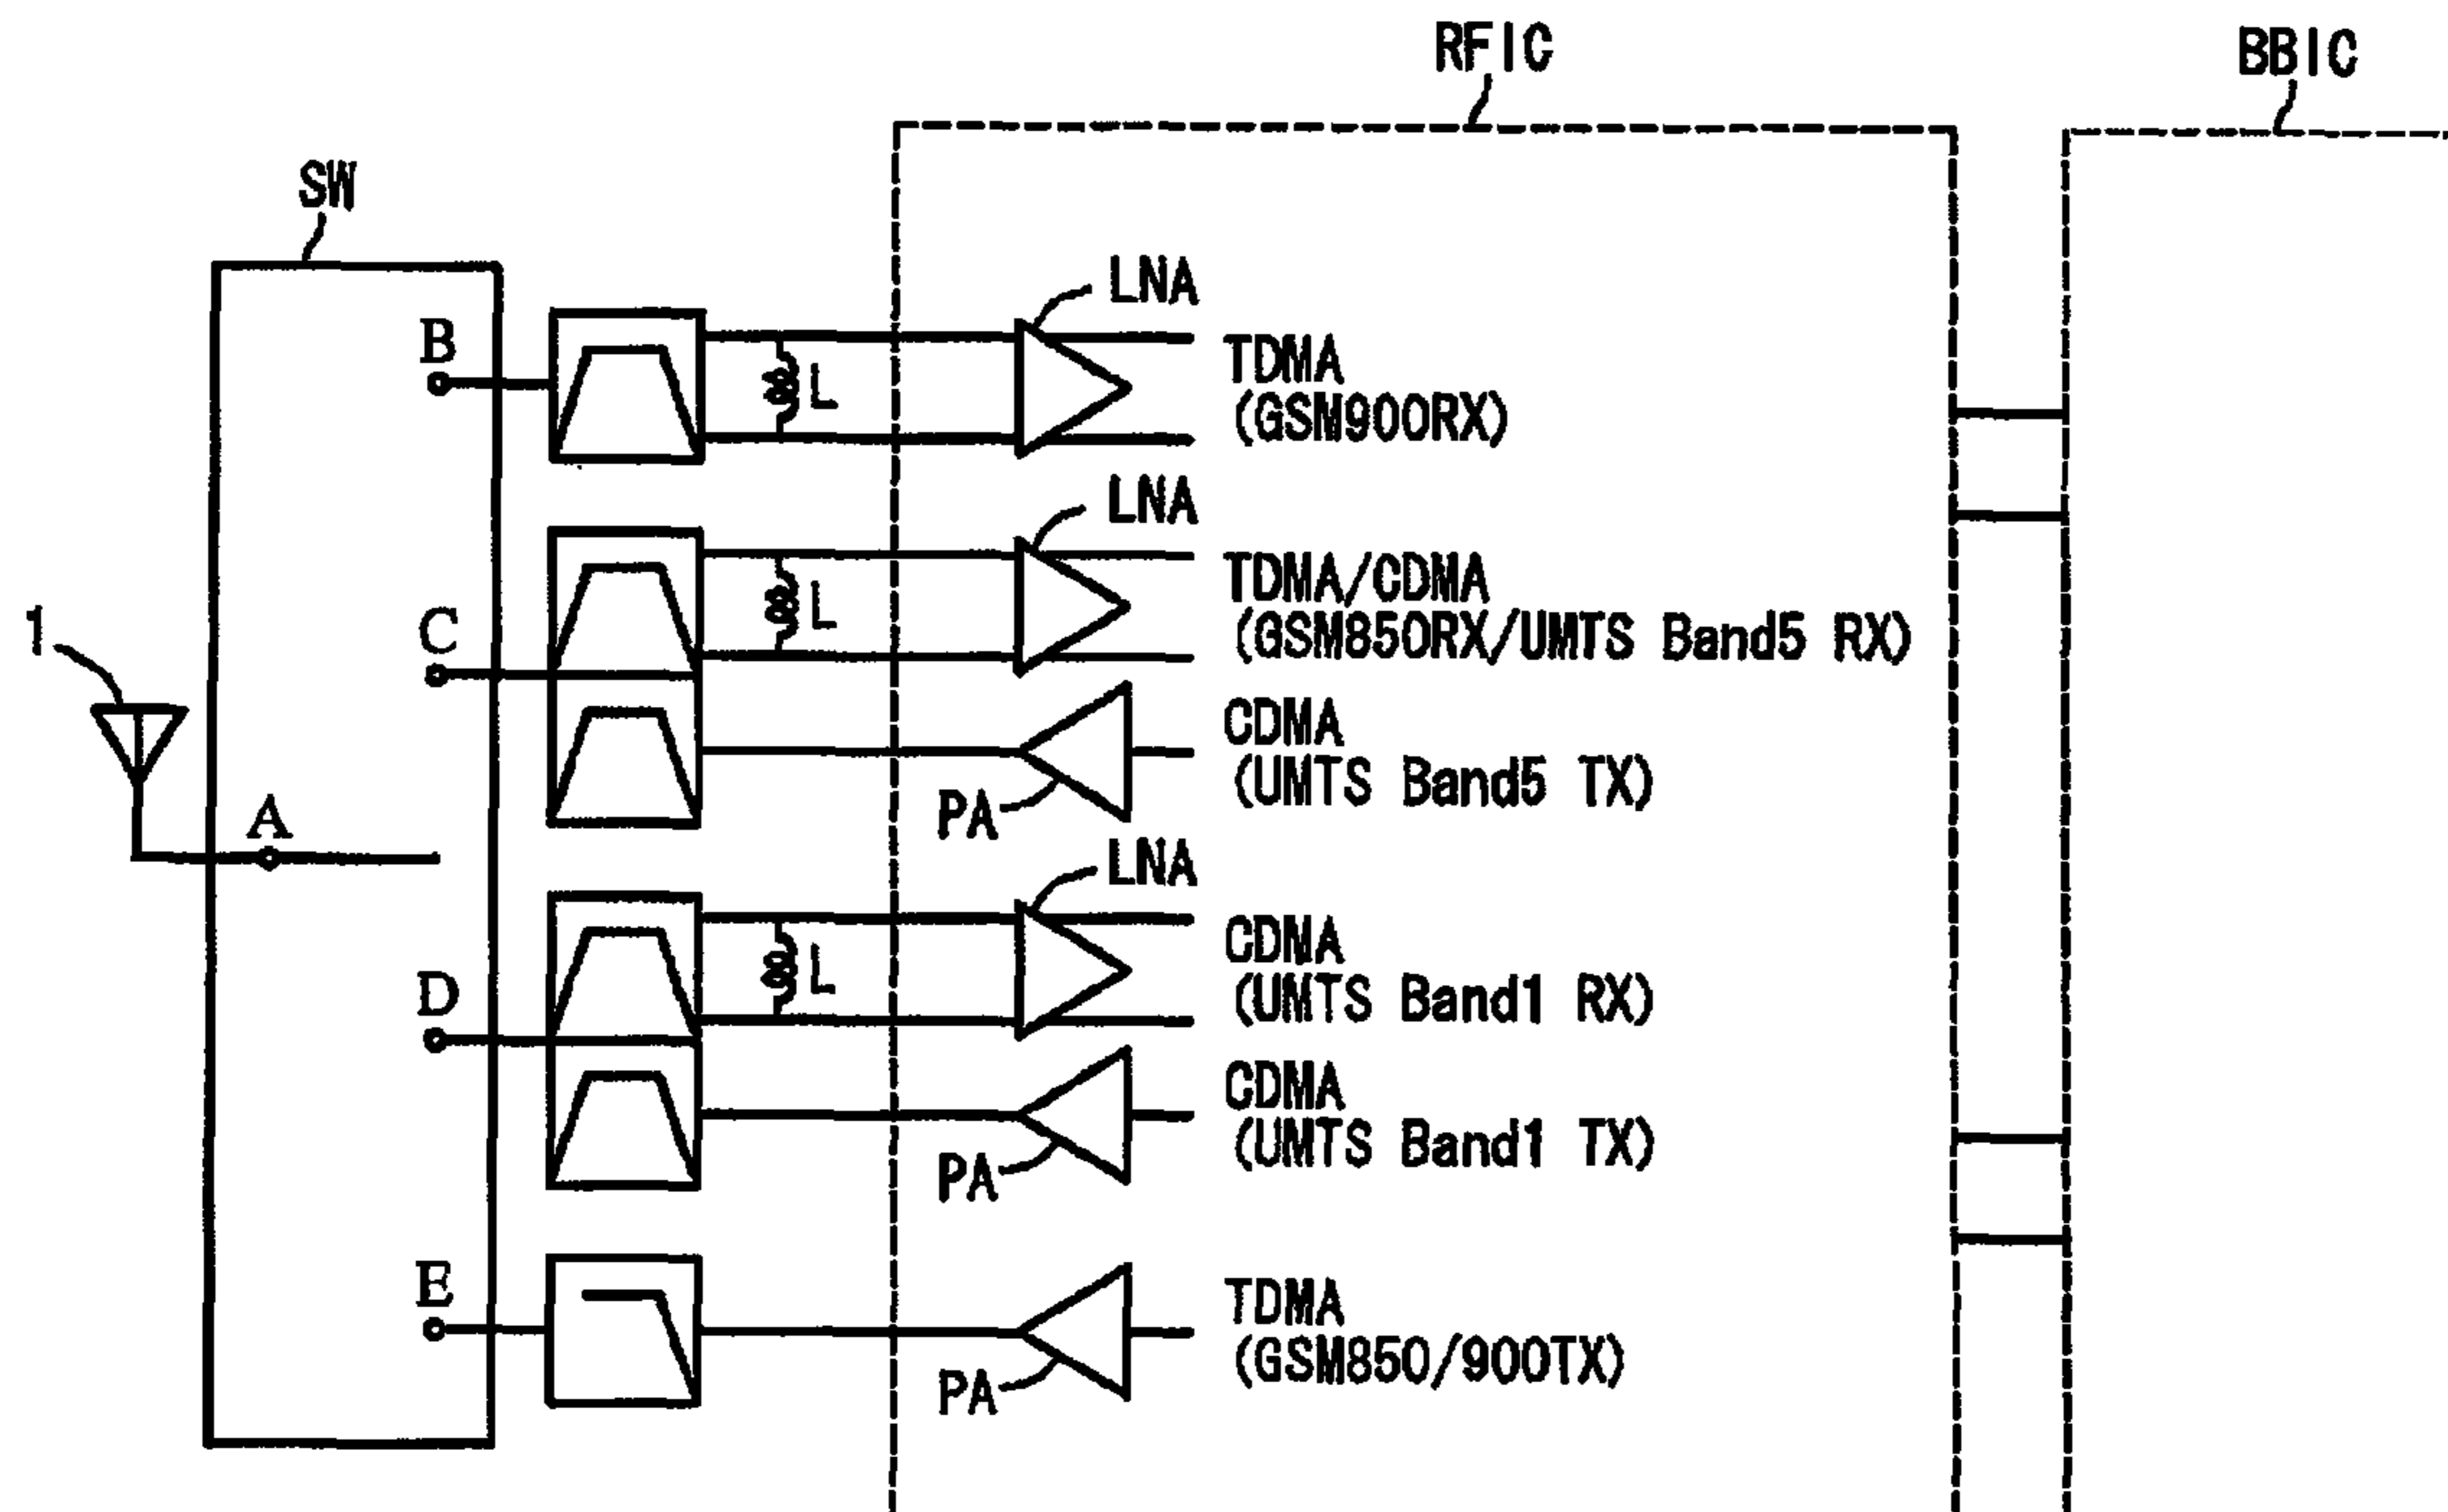 RFIC
BBIC
SW
LNA
B
TDMA
L
(GSM900RX)
LNA
TDMA/CDMA
L
C
(GSM850RX/UMTS Band5 RX)
1
CDMA
(UMTS Band5 TX)
PA
A
LNA
CDMA
L
D
(UMTS Band1 RX)
CDMA
(UMTS Band1 TX)
PA
E
TDMA
(GSM850/900TX)
PA